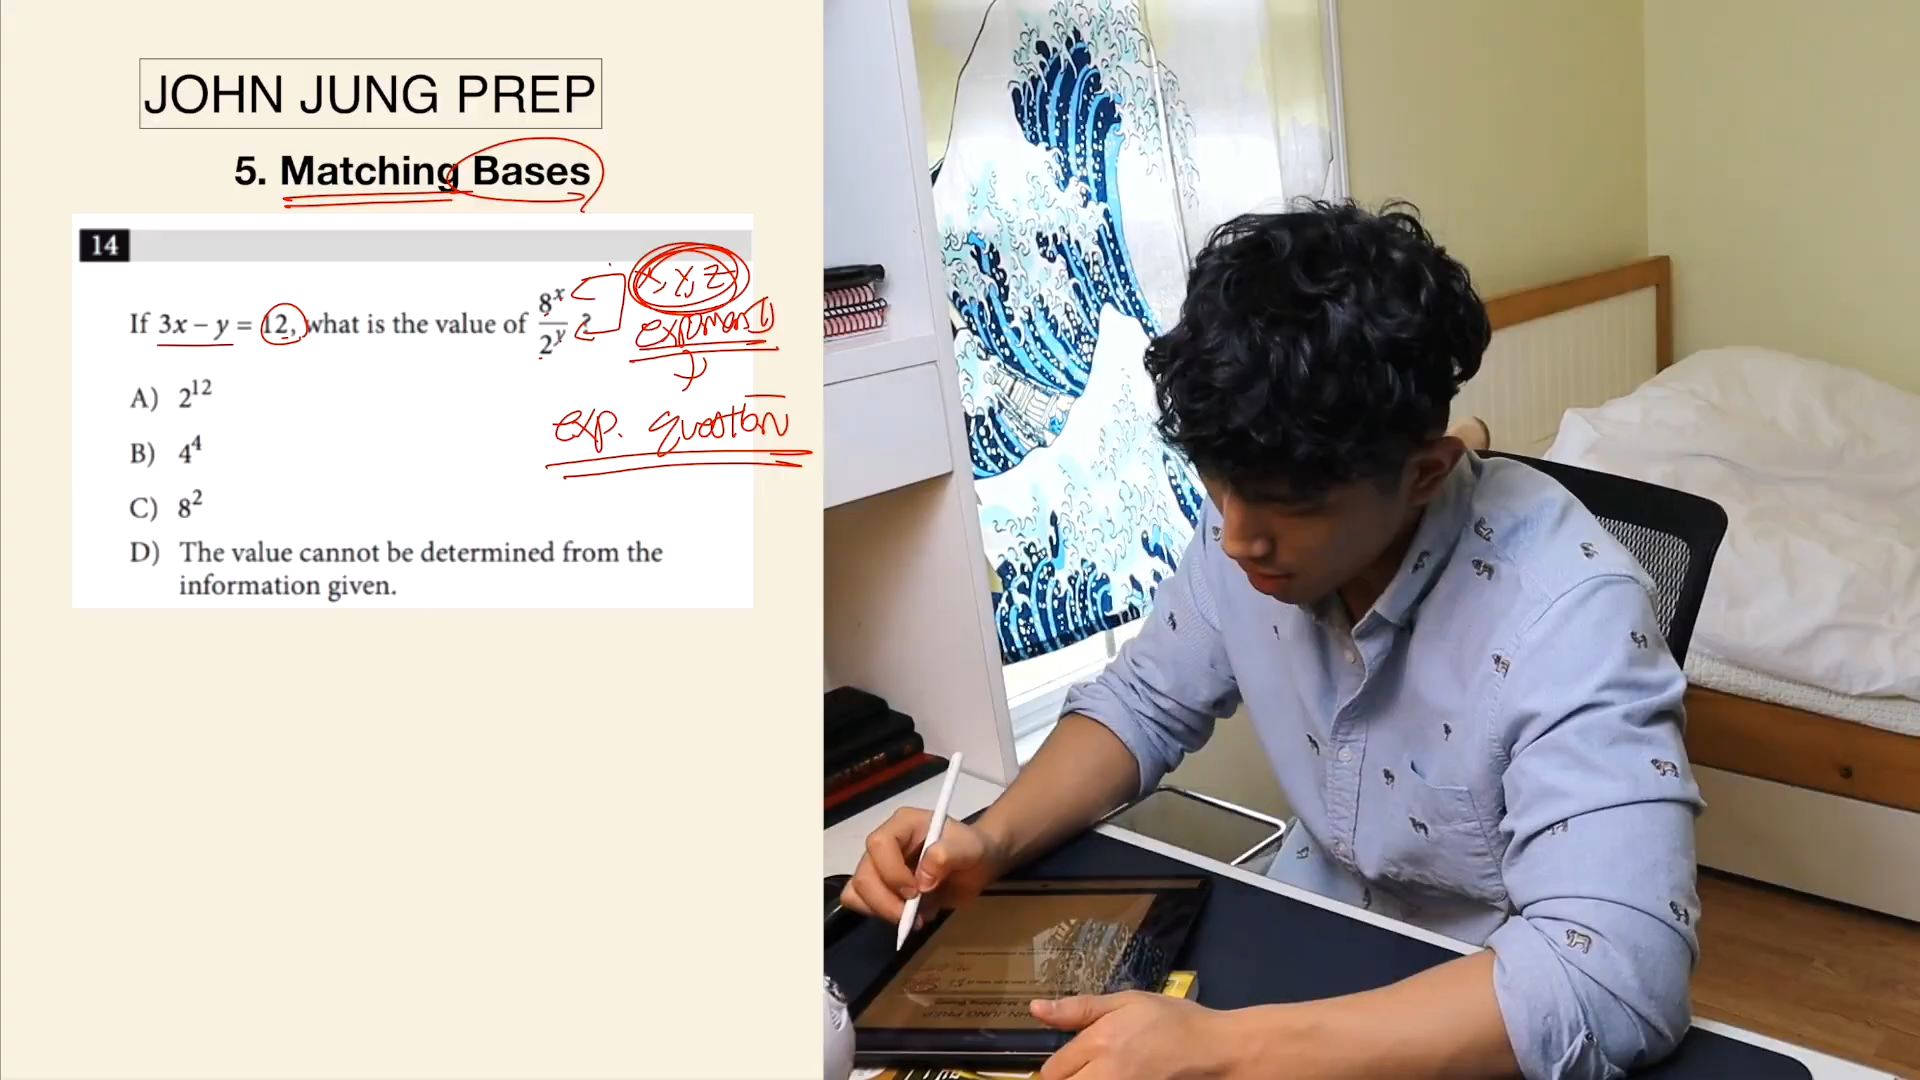 JOHN JUNG PREP
5. Matching Bases
14
x, y, z
If 3x – y = 12, what is the value of 8^x / 2^y ?
exponent
exp. question
A) 2^12
B) 4^4
C) 8^2
D) The value cannot be determined from the
information given.